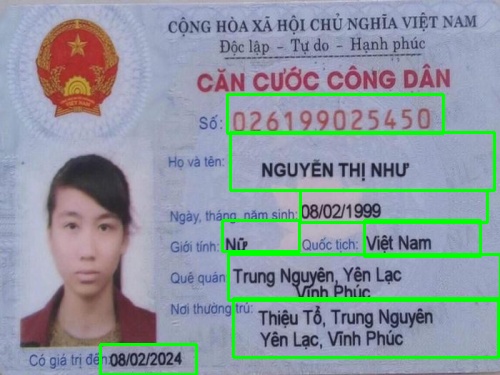 CỘNG HÒA XÃ HỘI CHỦ NGHĨA VIỆT NAM
Độc lập - Tự do - Hạnh phúc
CĂN CƯỚC CÔNG DÂN
Số: 026199025450
Họ và tên:
NGUYỄN THỊ NHƯ
Ngày, tháng, năm sinh: 08/02/1999
Giới tính: Nữ Quốc tịch: Việt Nam
Quê quán: Trung Nguyên, Yên Lạc
Vĩnh Phúc
Nơi thường trú: Thiệu Tổ, Trung Nguyên
Yên Lạc, Vĩnh Phúc
Có giá trị đến: 08/02/2024